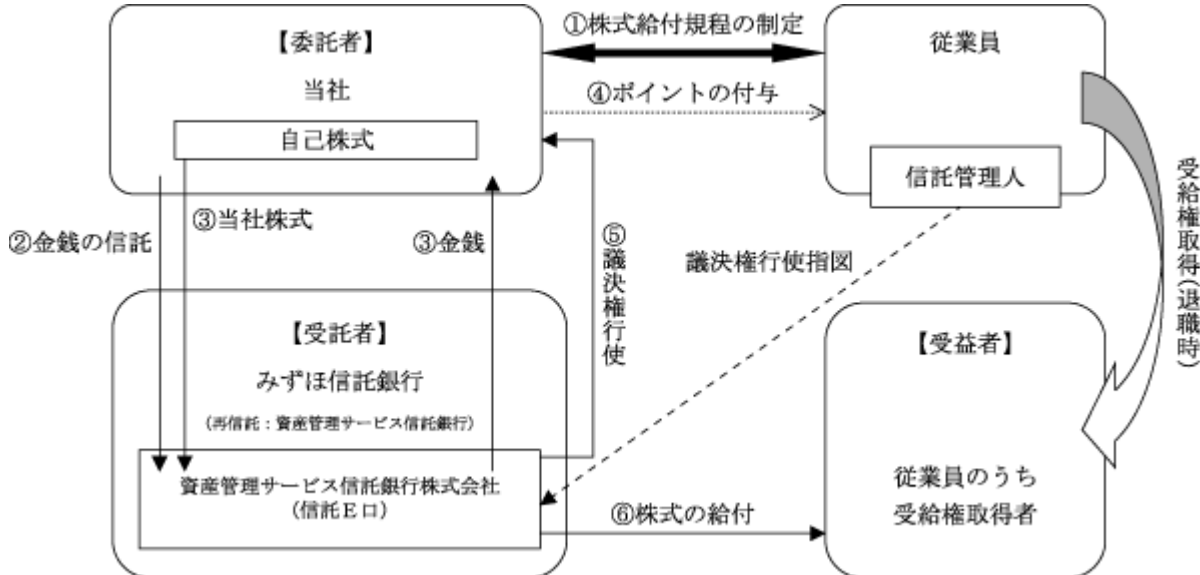 【委託者】
当社
自己株式
①株式給付規程の制定
④ポイントの付与
従業員
信託管理人
②金銭の信託
③当社株式
③金銭
⑤議決権行使
議決権行使指図
受給権取得(退職時)
【受託者】
みずほ信託銀行
(再信託：資産管理サービス信託銀行)
資産管理サービス信託銀行株式会社
(信託E口)
⑥株式の給付
【受益者】
従業員のうち
受給権取得者